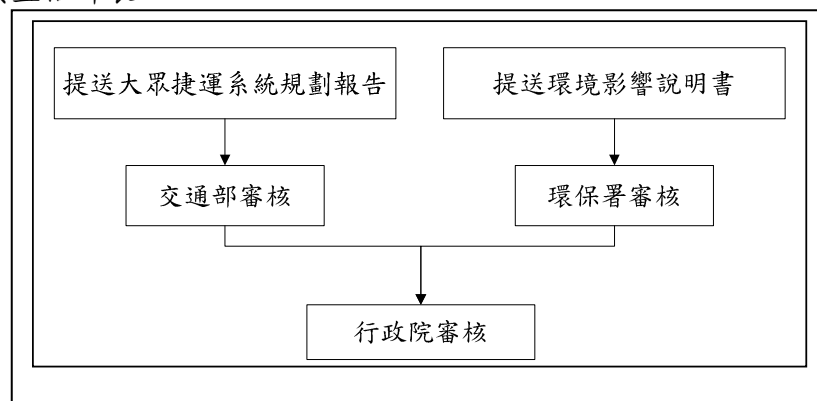 提送大眾捷運系統規劃報告
提送環境影響說明書
交通部審核
環保署審核
行政院審核